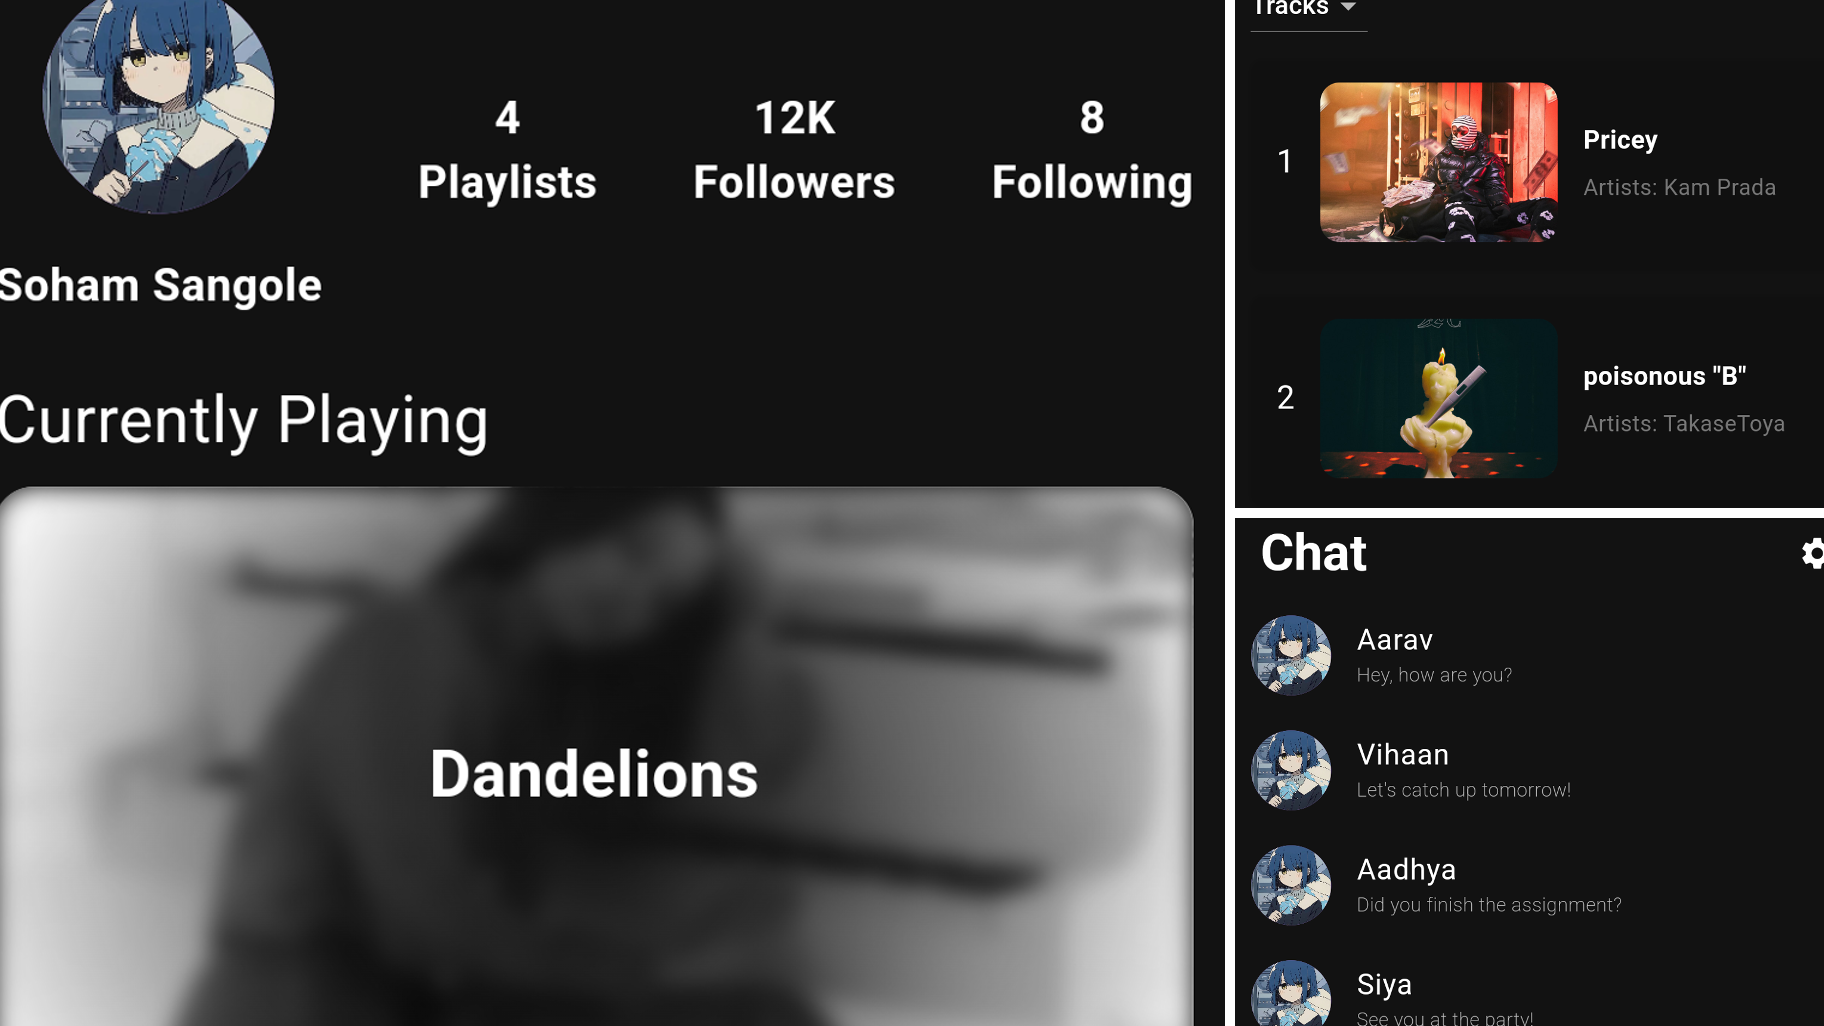 4
Playlists
12K
Followers
8
Following
Soham Sangole
Currently Playing
Dandelions
Tracks
1
Pricey
Artists: Kam Prada
2
poisonous "B"
Artists: TakaseToya
Chat
Aarav
Hey, how are you?
Vihaan
Let's catch up tomorrow!
Aadhya
Did you finish the assignment?
Siya
See you at the party!